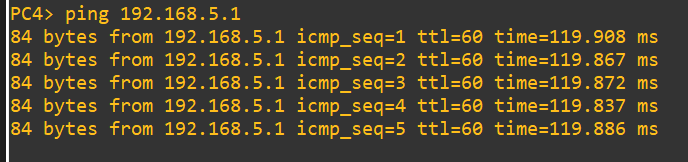 PC4> ping 192.168.5.1
84 bytes from 192.168.5.1 icmp_seq=1 ttl=60 time=119.908 ms
84 bytes from 192.168.5.1 icmp_seq=2 ttl=60 time=119.867 ms
84 bytes from 192.168.5.1 icmp_seq=3 ttl=60 time=119.872 ms
84 bytes from 192.168.5.1 icmp_seq=4 ttl=60 time=119.837 ms
84 bytes from 192.168.5.1 icmp_seq=5 ttl=60 time=119.886 ms